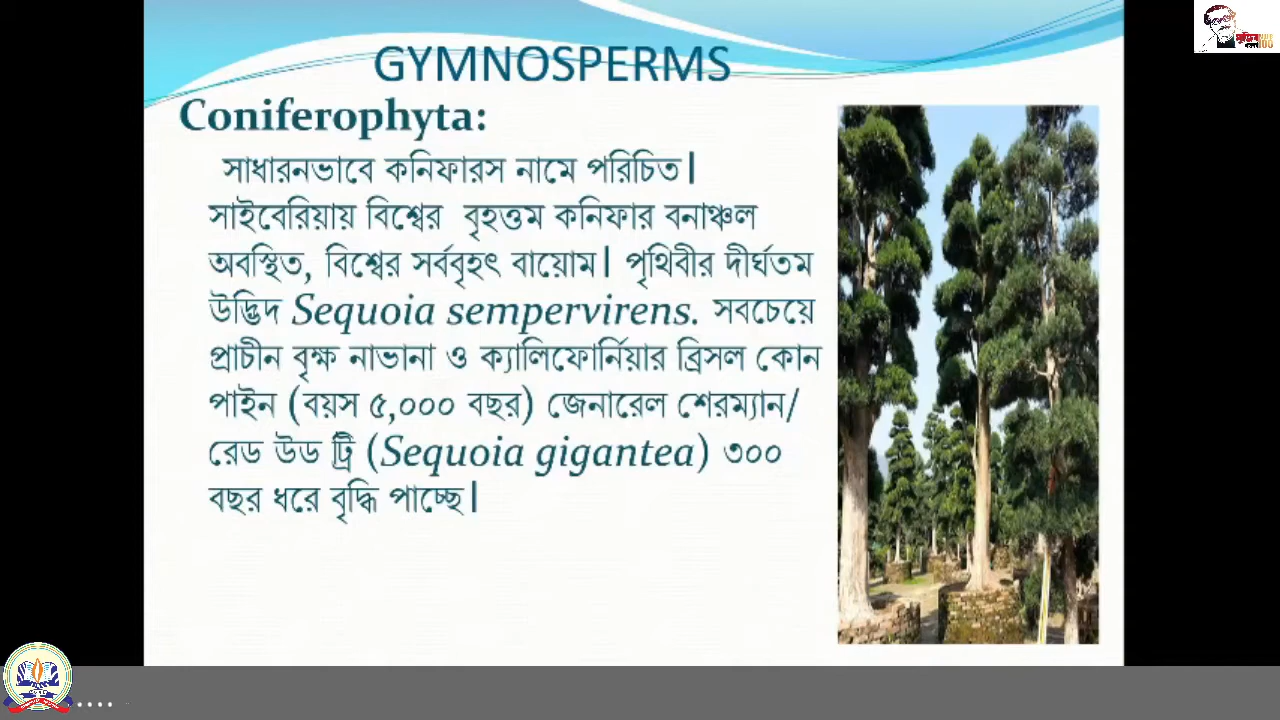 GYMNOSPERMS
Coniferophyta:
সাধারনভাবে কনিফারস নামে পরিচিত।
সাইবেরিয়ায় বিশ্বের বৃহত্তম কনিফার বনাঞ্চল
অবস্থিত, বিশ্বের সর্ববৃহৎ বায়োম। পৃথিবীর দীর্ঘতম
উদ্ভিদ Sequoia sempervirens. সবচেয়ে
প্রাচীন বৃক্ষ নাভানা ও ক্যালিফোর্নিয়ার ব্রিসল কোন
পাইন (বয়স ৫,০০০ বছর) জেনারেল শেরম্যান/
রেড উড ট্রি (Sequoia gigantea) ৩০০
বছর ধরে বৃদ্ধি পাচ্ছে।